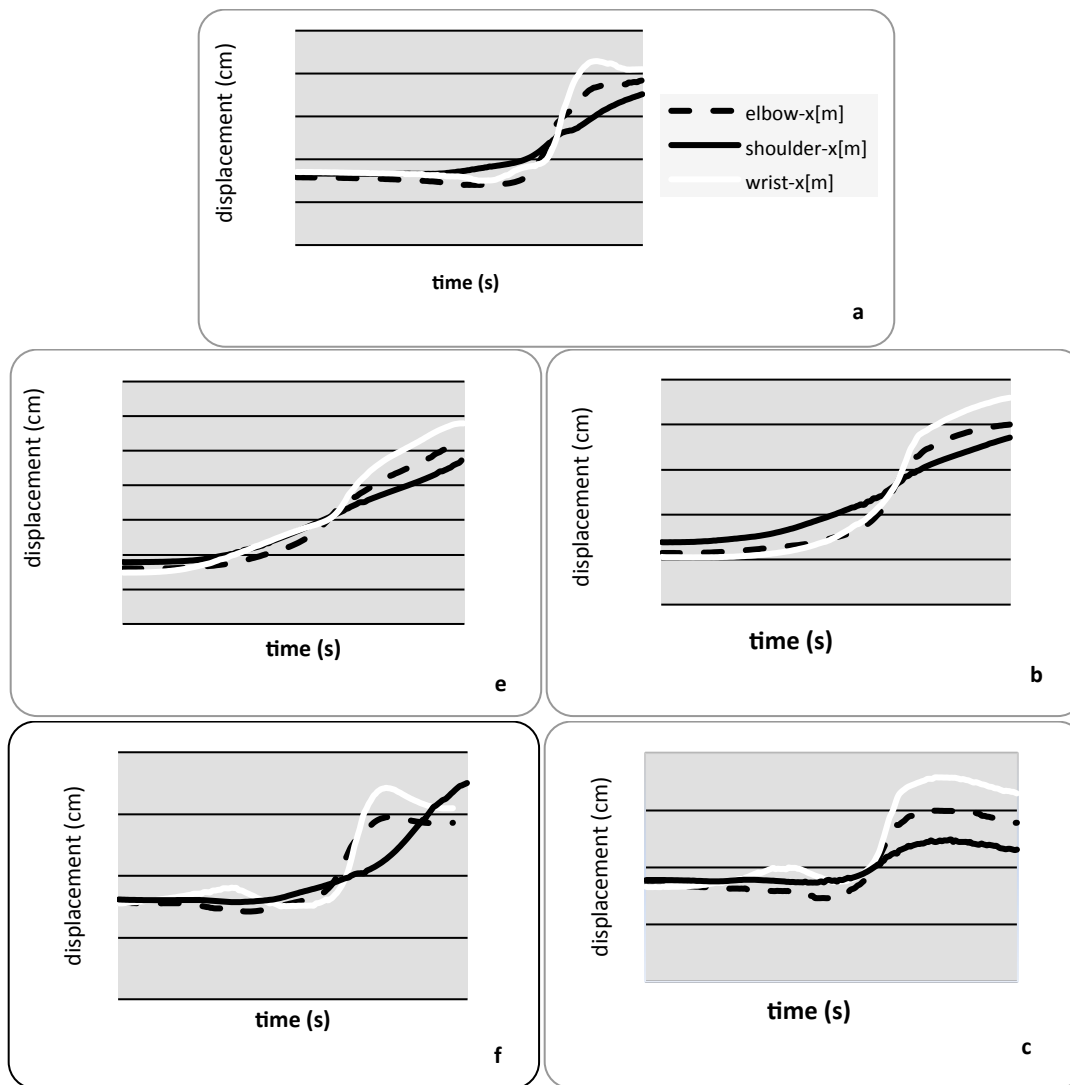 displacement (cm)
elbow-x[m]
shoulder-x[m]
wrist-x[m]
time (s)
a
displacement (cm)
time (s)
e
displacement (cm)
time (s)
b
displacement (cm)
time (s)
f
displacement (cm)
time (s)
c